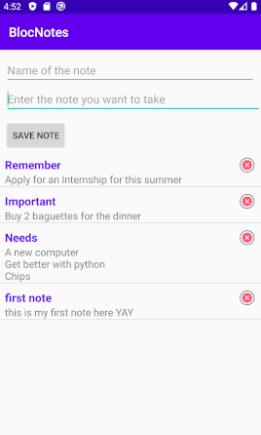 4:52
BlocNotes
Name of the note
Enter the note you want to take
SAVE NOTE
Remember
Apply for an Internship for this summer
Important
Buy 2 baguettes for the dinner
Needs
A new computer
Get better with python
Chips
first note
this is my first note here YAY